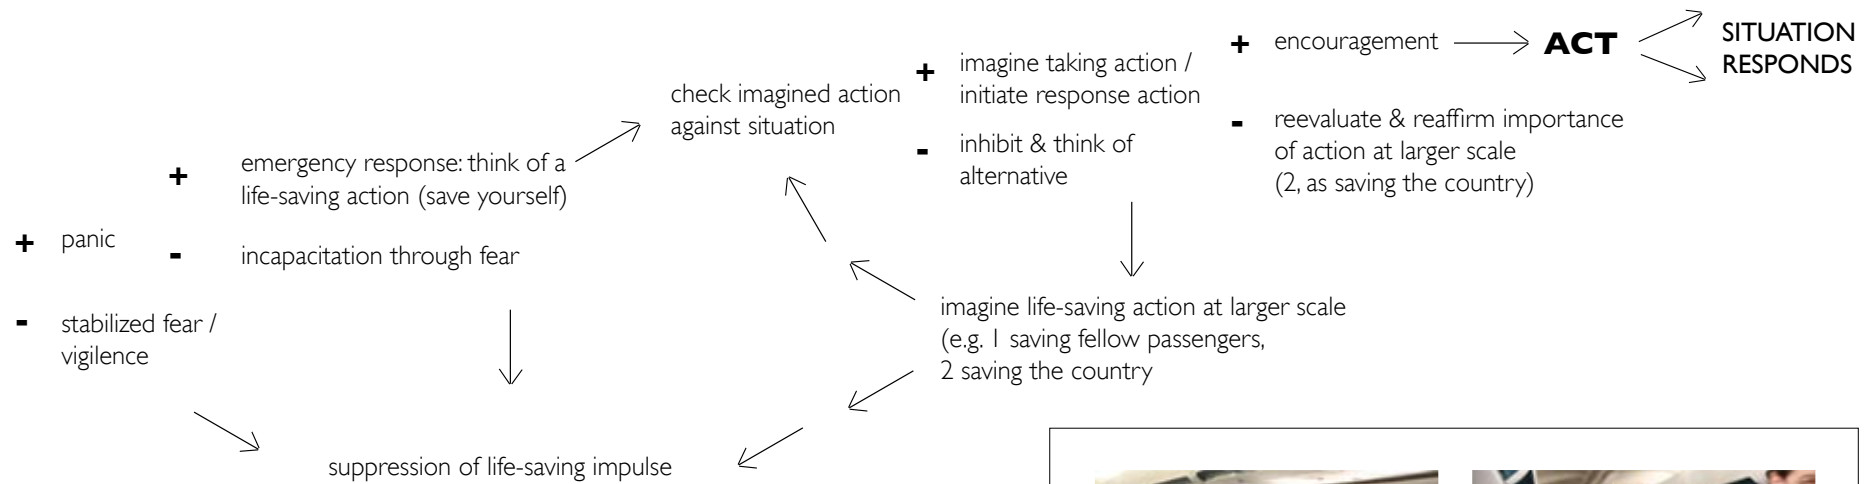 + panic
- stabilized fear /
vigilence
+ emergency response: think of a
life-saving action (save yourself)
- incapacitation through fear
suppression of life-saving impulse
check imagined action
against situation
+ imagine taking action /
initiate response action
- inhibit & think of
alternative
imagine life-saving action at larger scale
(e.g. 1 saving fellow passengers,
2 saving the country
+ encouragement
- reevaluate & reaffirm importance
of action at larger scale
(2, as saving the country)
ACT
SITUATION
RESPONDS